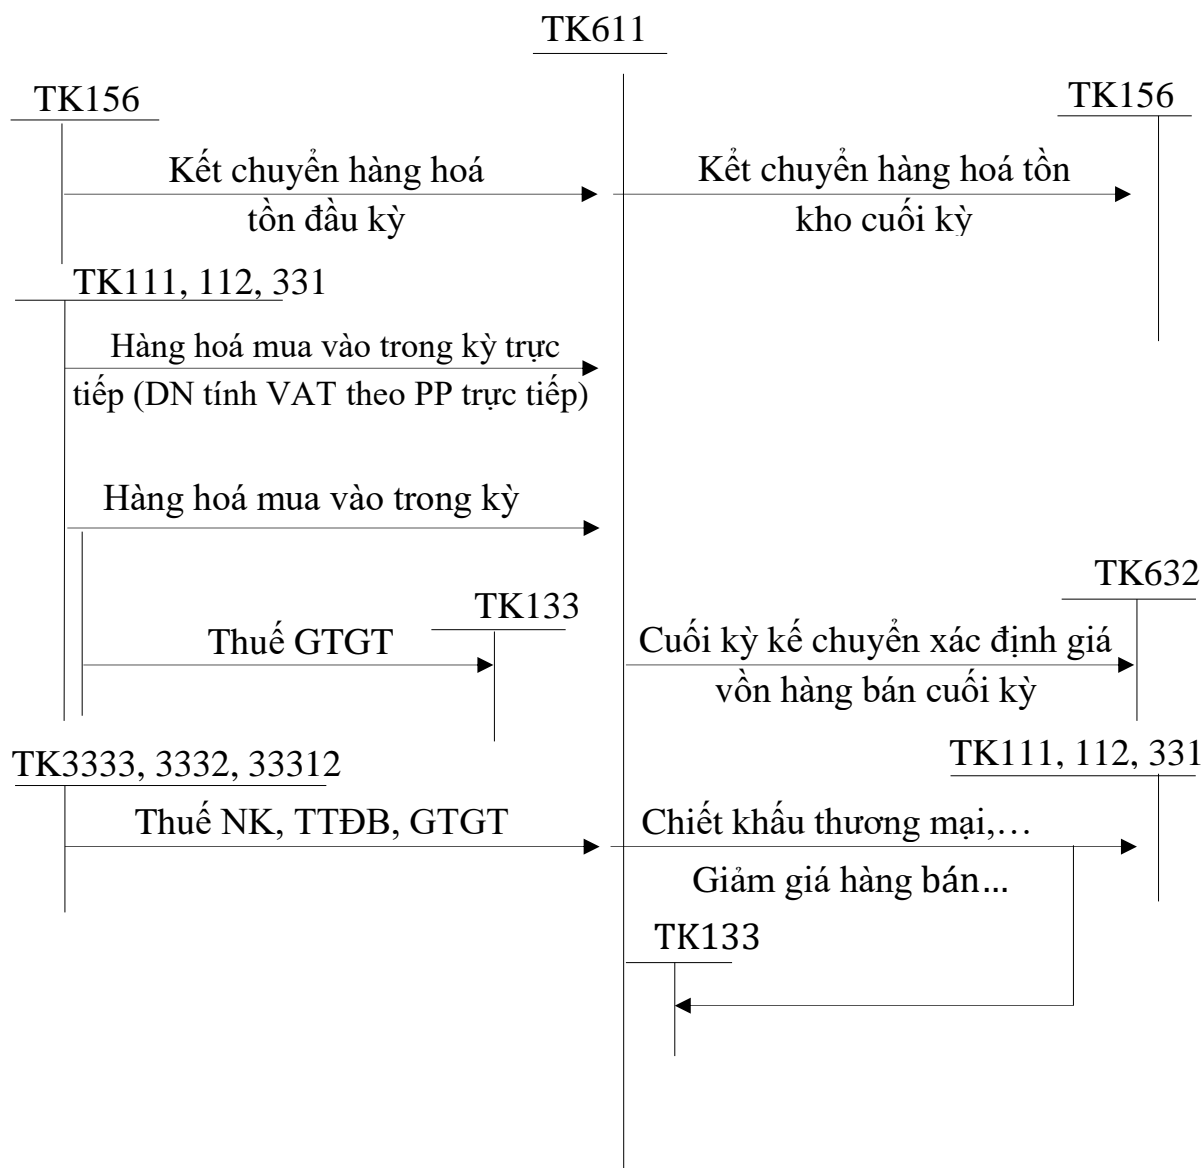 TK611
TK156
TK156
Kết chuyển hàng hoá
tồn đầu kỳ
Kểt chuyển hàng hoá tồn
kho cuối kỳ
TK111, 112, 331
Hàng hoá mua vào trong kỳ trực
tiếp (DN tính VAT theo PP trực tiếp)
Hàng hoá mua vào trong kỳ
TK632
TK133
Thuế GTGT
Cuối kỳ kế chuyển xác định giá
vồn hàng bán cuối kỳ
TK3333, 3332, 33312
TK111, 112, 331
Thuế NK, TTĐB, GTGT
Chiết khấu thương mại,…
Giảm giá hàng bán...
TK133